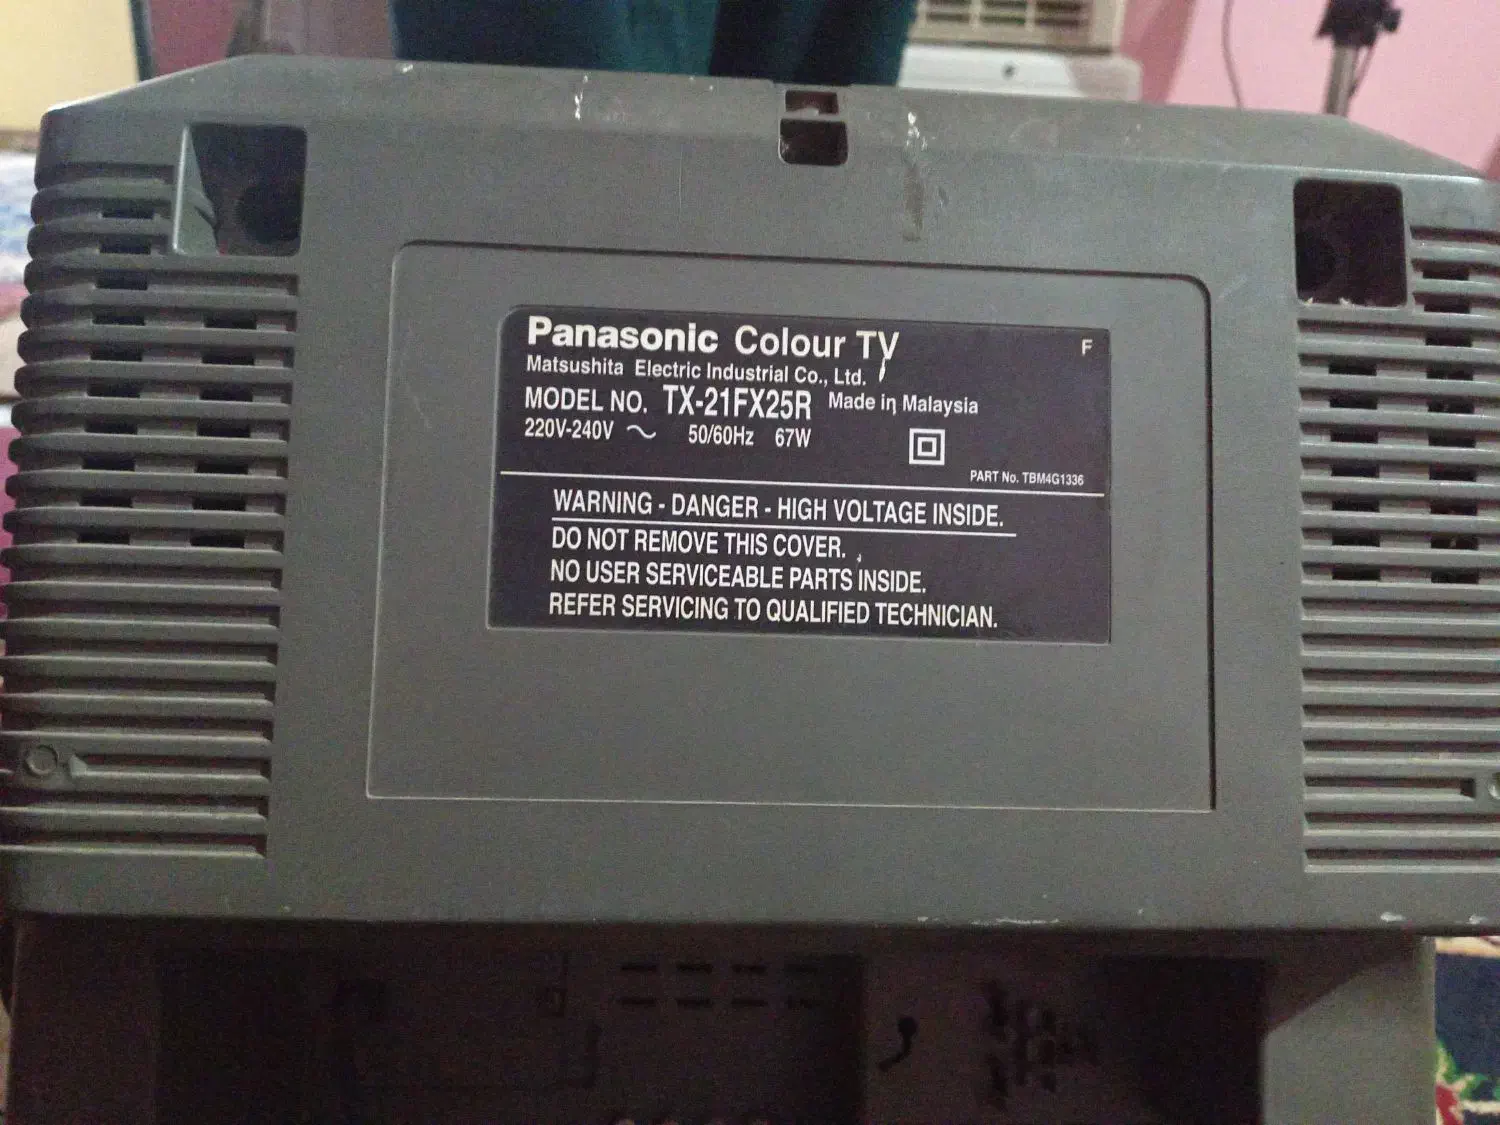 Panasonic Colour TV
F
Matsushita Electric Industrial Co., Ltd.
MODEL NO. TX-21FX25R Made in Malaysia
220V-240V ~ 50/60Hz 67W
PART No. TBM4G1336
WARNING - DANGER - HIGH VOLTAGE INSIDE.
DO NOT REMOVE THIS COVER.
NO USER SERVICEABLE PARTS INSIDE.
REFER SERVICING TO QUALIFIED TECHNICIAN.